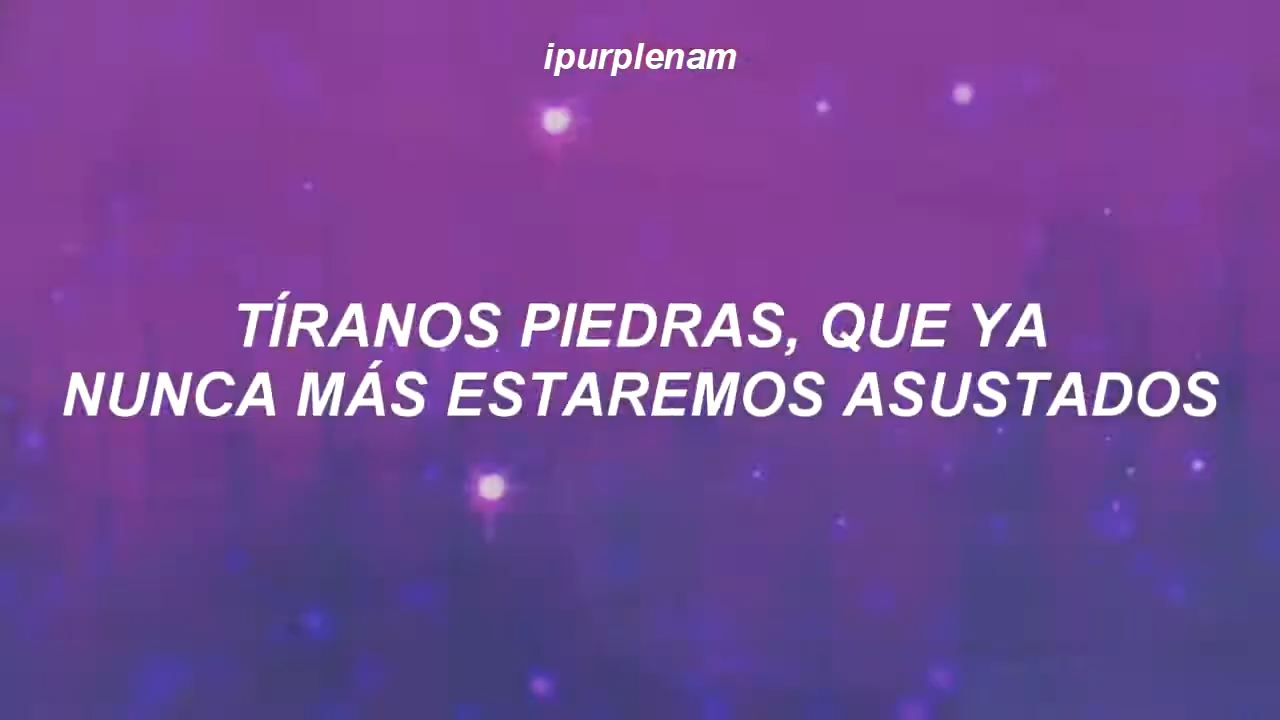 ipurplenam
TÍRANOS PIEDRAS, QUE YA
NUNCA MÁS ESTAREMOS ASUSTADOS